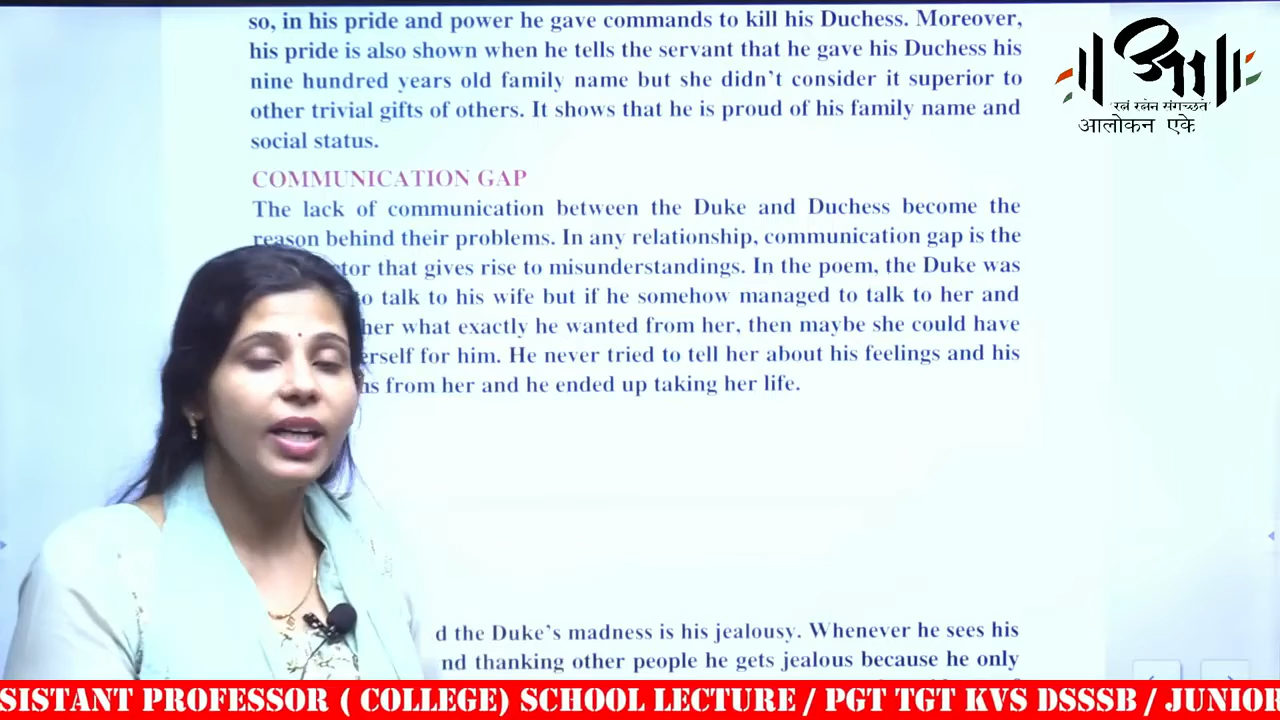 so, in his pride and power he gave commands to kill his Duchess. Moreover,
his pride is also shown when he tells the servant that he gave his Duchess his
nine hundred years old family name but she didn't consider it superior to
other trivial gifts of others. It shows that he is proud of his family name and
social status.
COMMUNICATION GAP
The lack of communication between the Duke and Duchess become the
reason behind their problems. In any relationship, communication gap is the
ctor that gives rise to misunderstandings. In the poem, the Duke was
o talk to his wife but if he somehow managed to talk to her and
her what exactly he wanted from her, then maybe she could have
erself for him. He never tried to tell her about his feelings and his
ns from her and he ended up taking her life.
d the Duke's madness is his jealousy. Whenever he sees his
nd thanking other people he gets jealous because he only
रत्नं रत्नेन संगच्छते
आलोकन एके
SISTANT PROFESSOR ( COLLEGE) SCHOOL LECTURE / PGT TGT KVS DSSSB / JUNIOR